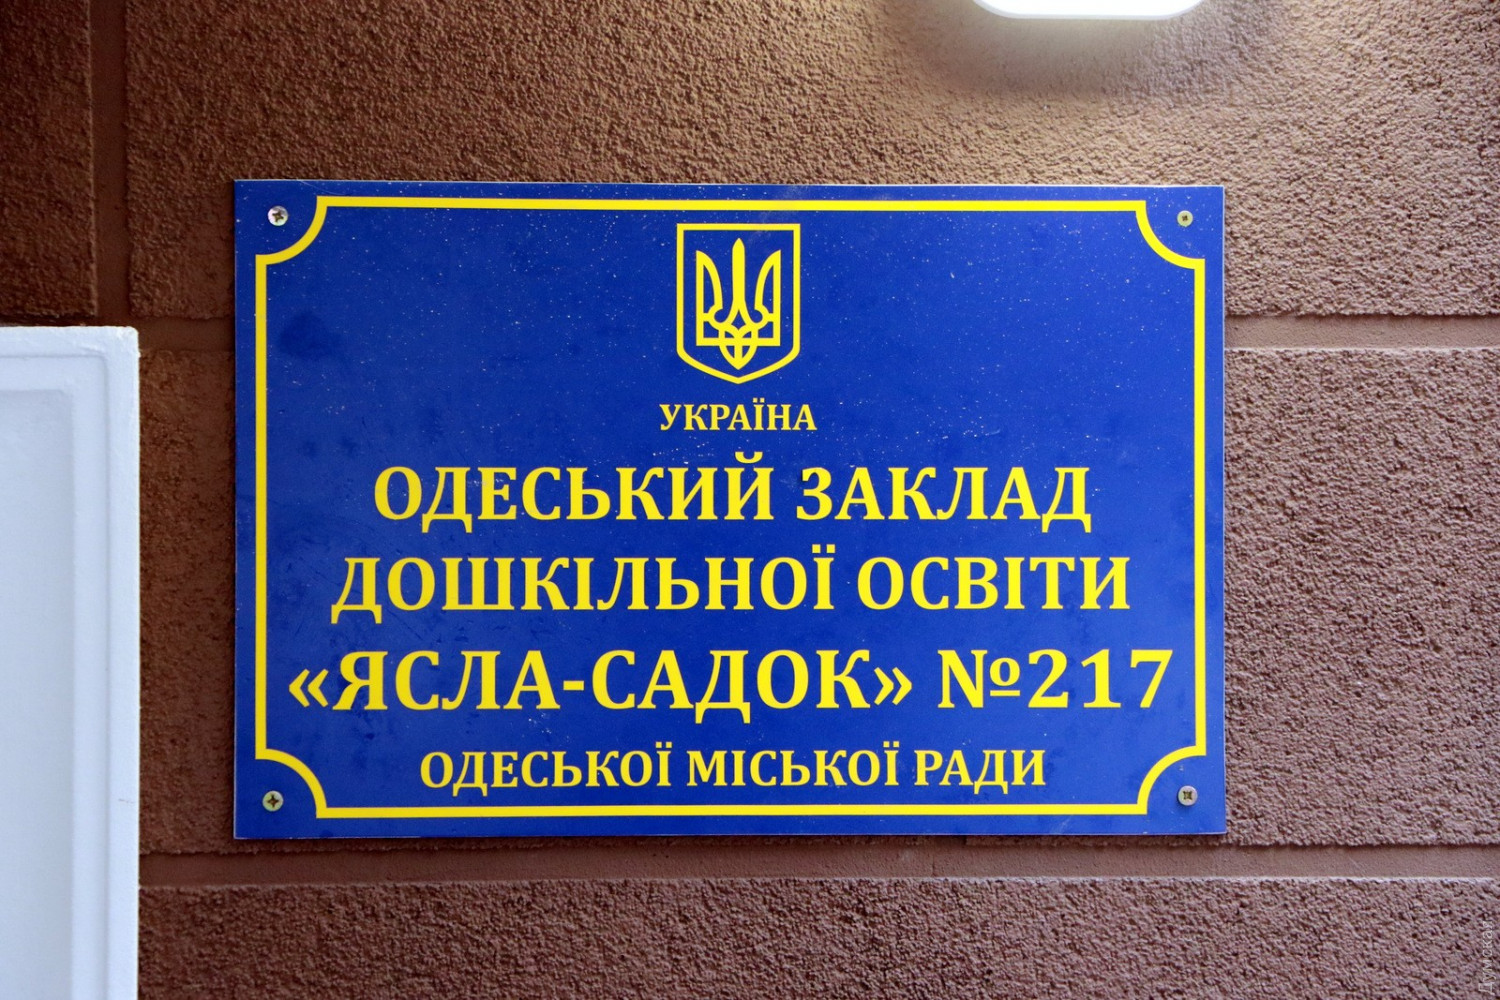 УКРАЇНА
ОДЕСЬКИЙ ЗАКЛАД
ДОШКІЛЬНОЇ ОСВІТИ
«ЯСЛА-САДОК» №217
ОДЕСЬКОЇ МІСЬКОЇ РАДИ